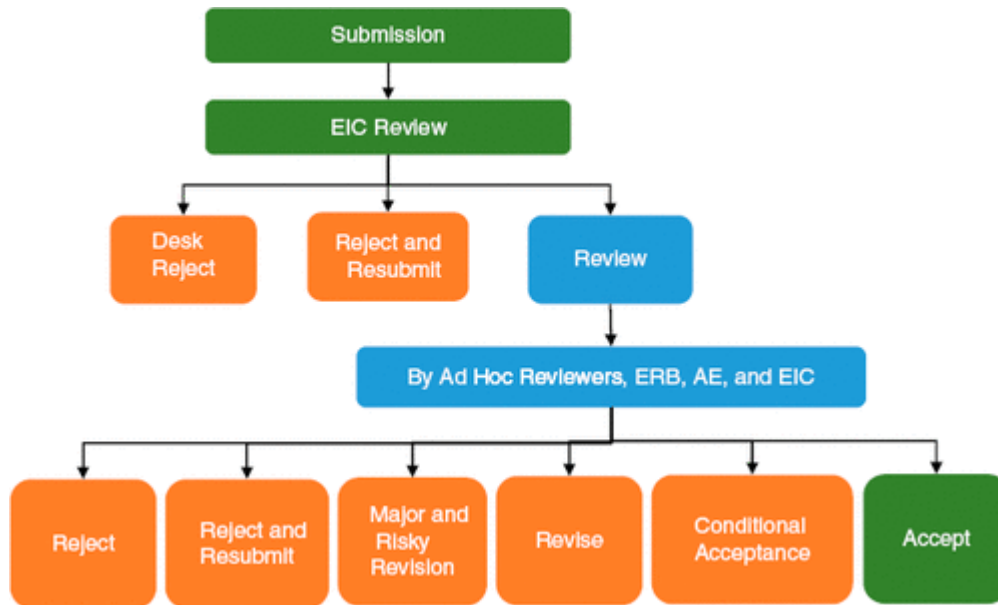 Submission
EIC Review
Desk
Reject
Reject and
Resubmit
Review
By Ad Hoc Reviewers, ERB, AE, and EIC
Reject
Reject and
Resubmit
Major and
Risky
Revision
Revise
Conditional
Acceptance
Accept